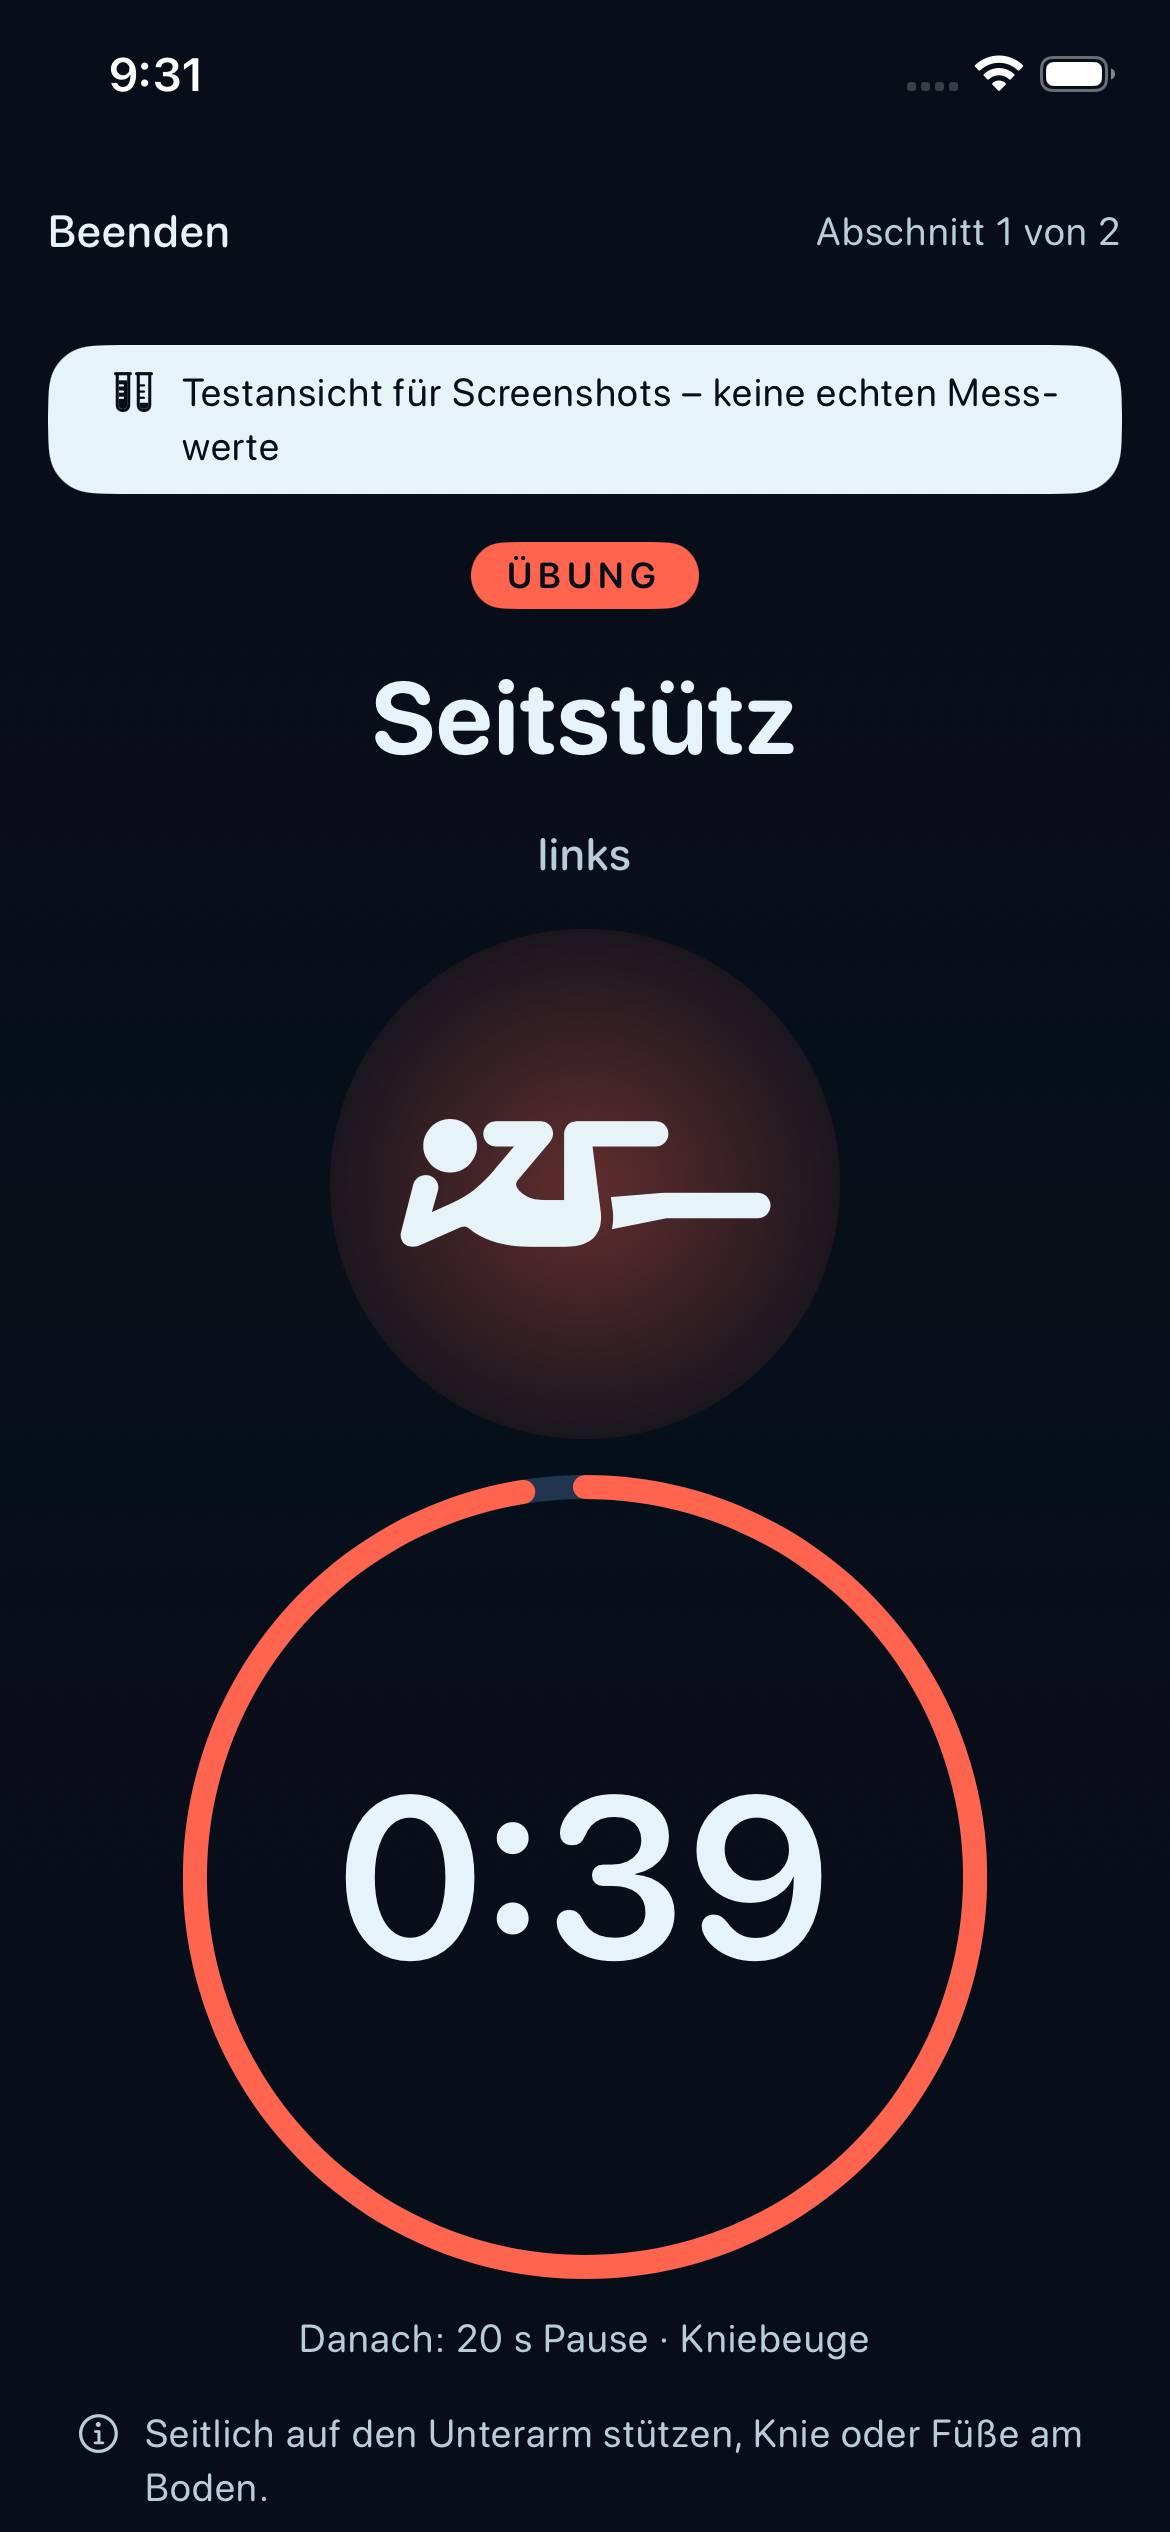 9:31
Beenden
Abschnitt 1 von 2
Testansicht für Screenshots – keine echten Mess-
werte
ÜBUNG
Seitstütz
links
0:39
Danach: 20 s Pause · Kniebeuge
Seitlich auf den Unterarm stützen, Knie oder Füße am
Boden.